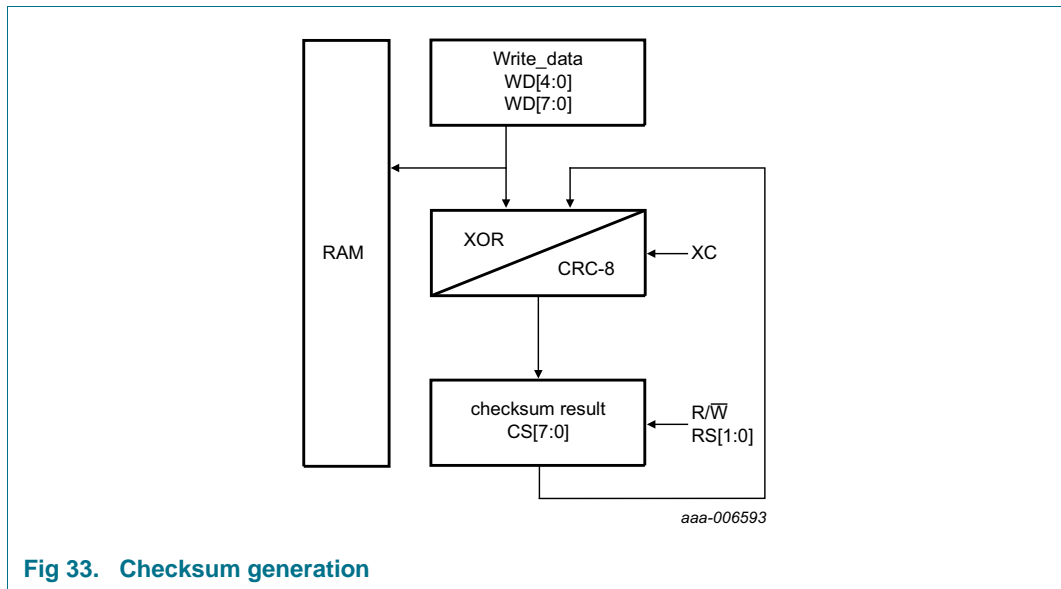 Write_data
WD[4:0]
WD[7:0]
RAM
XOR
CRC-8
XC
checksum result
CS[7:0]
R/W̅
RS[1:0]
aaa-006593
Fig 33. Checksum generation